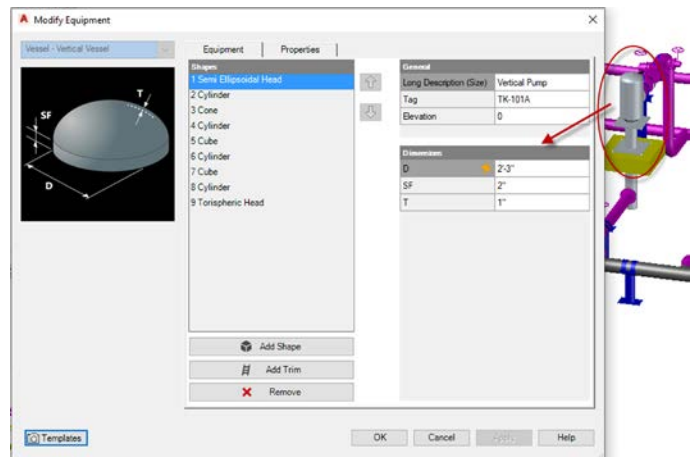 Modify Equipment
Vessel - Vertical Vessel
Equipment
Properties
Shapes
1 Semi Ellipsoidal Head
2 Cylinder
3 Cone
4 Cylinder
5 Cube
6 Cylinder
7 Cube
8 Cylinder
9 Torispheric Head
General
Long Description (Size) Vertical Pump
Tag TK-101A
Elevation 0
Dimensions
D 2'-3"
SF 2"
T 1"
T
SF
D
Add Shape
Add Trim
Remove
Templates
OK
Cancel
Apply
Help